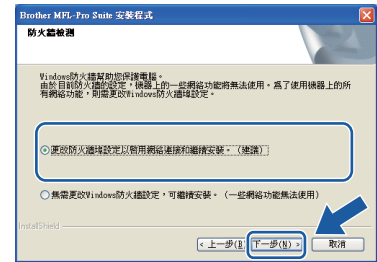 Brother MFL-Pro Suite 安裝程式
防火牆檢測
Windows防火牆幫助您保護電腦。
由於目前防火牆的設定，機器上的一些網絡功能將無法使用。為了使用機器上的所
有網絡功能，則需更改Windows防火牆埠設定。
更改防火牆埠設定以啓用網絡連接和繼續安裝。（建議）
無需更改Windows防火牆設定，可繼續安裝。（一些網絡功能無法使用）
InstallShield
< 上一步(B) 下一步(N) > 取消